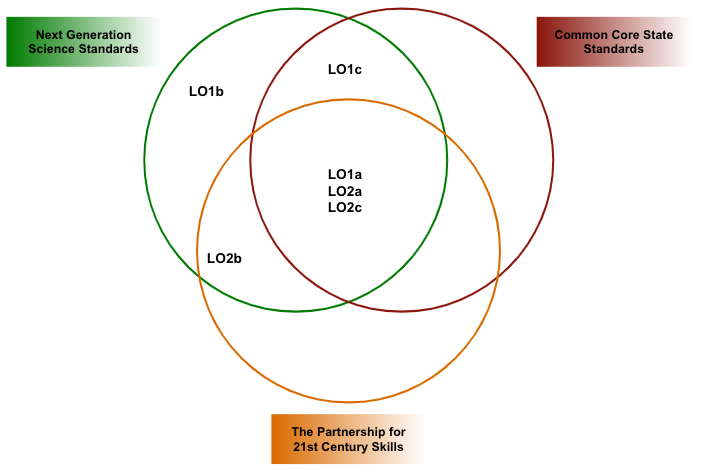 Next Generation
Science Standards
Common Core State
Standards
LO1c
LO1b
LO1a
LO2a
LO2c
LO2b
The Partnership for
21st Century Skills